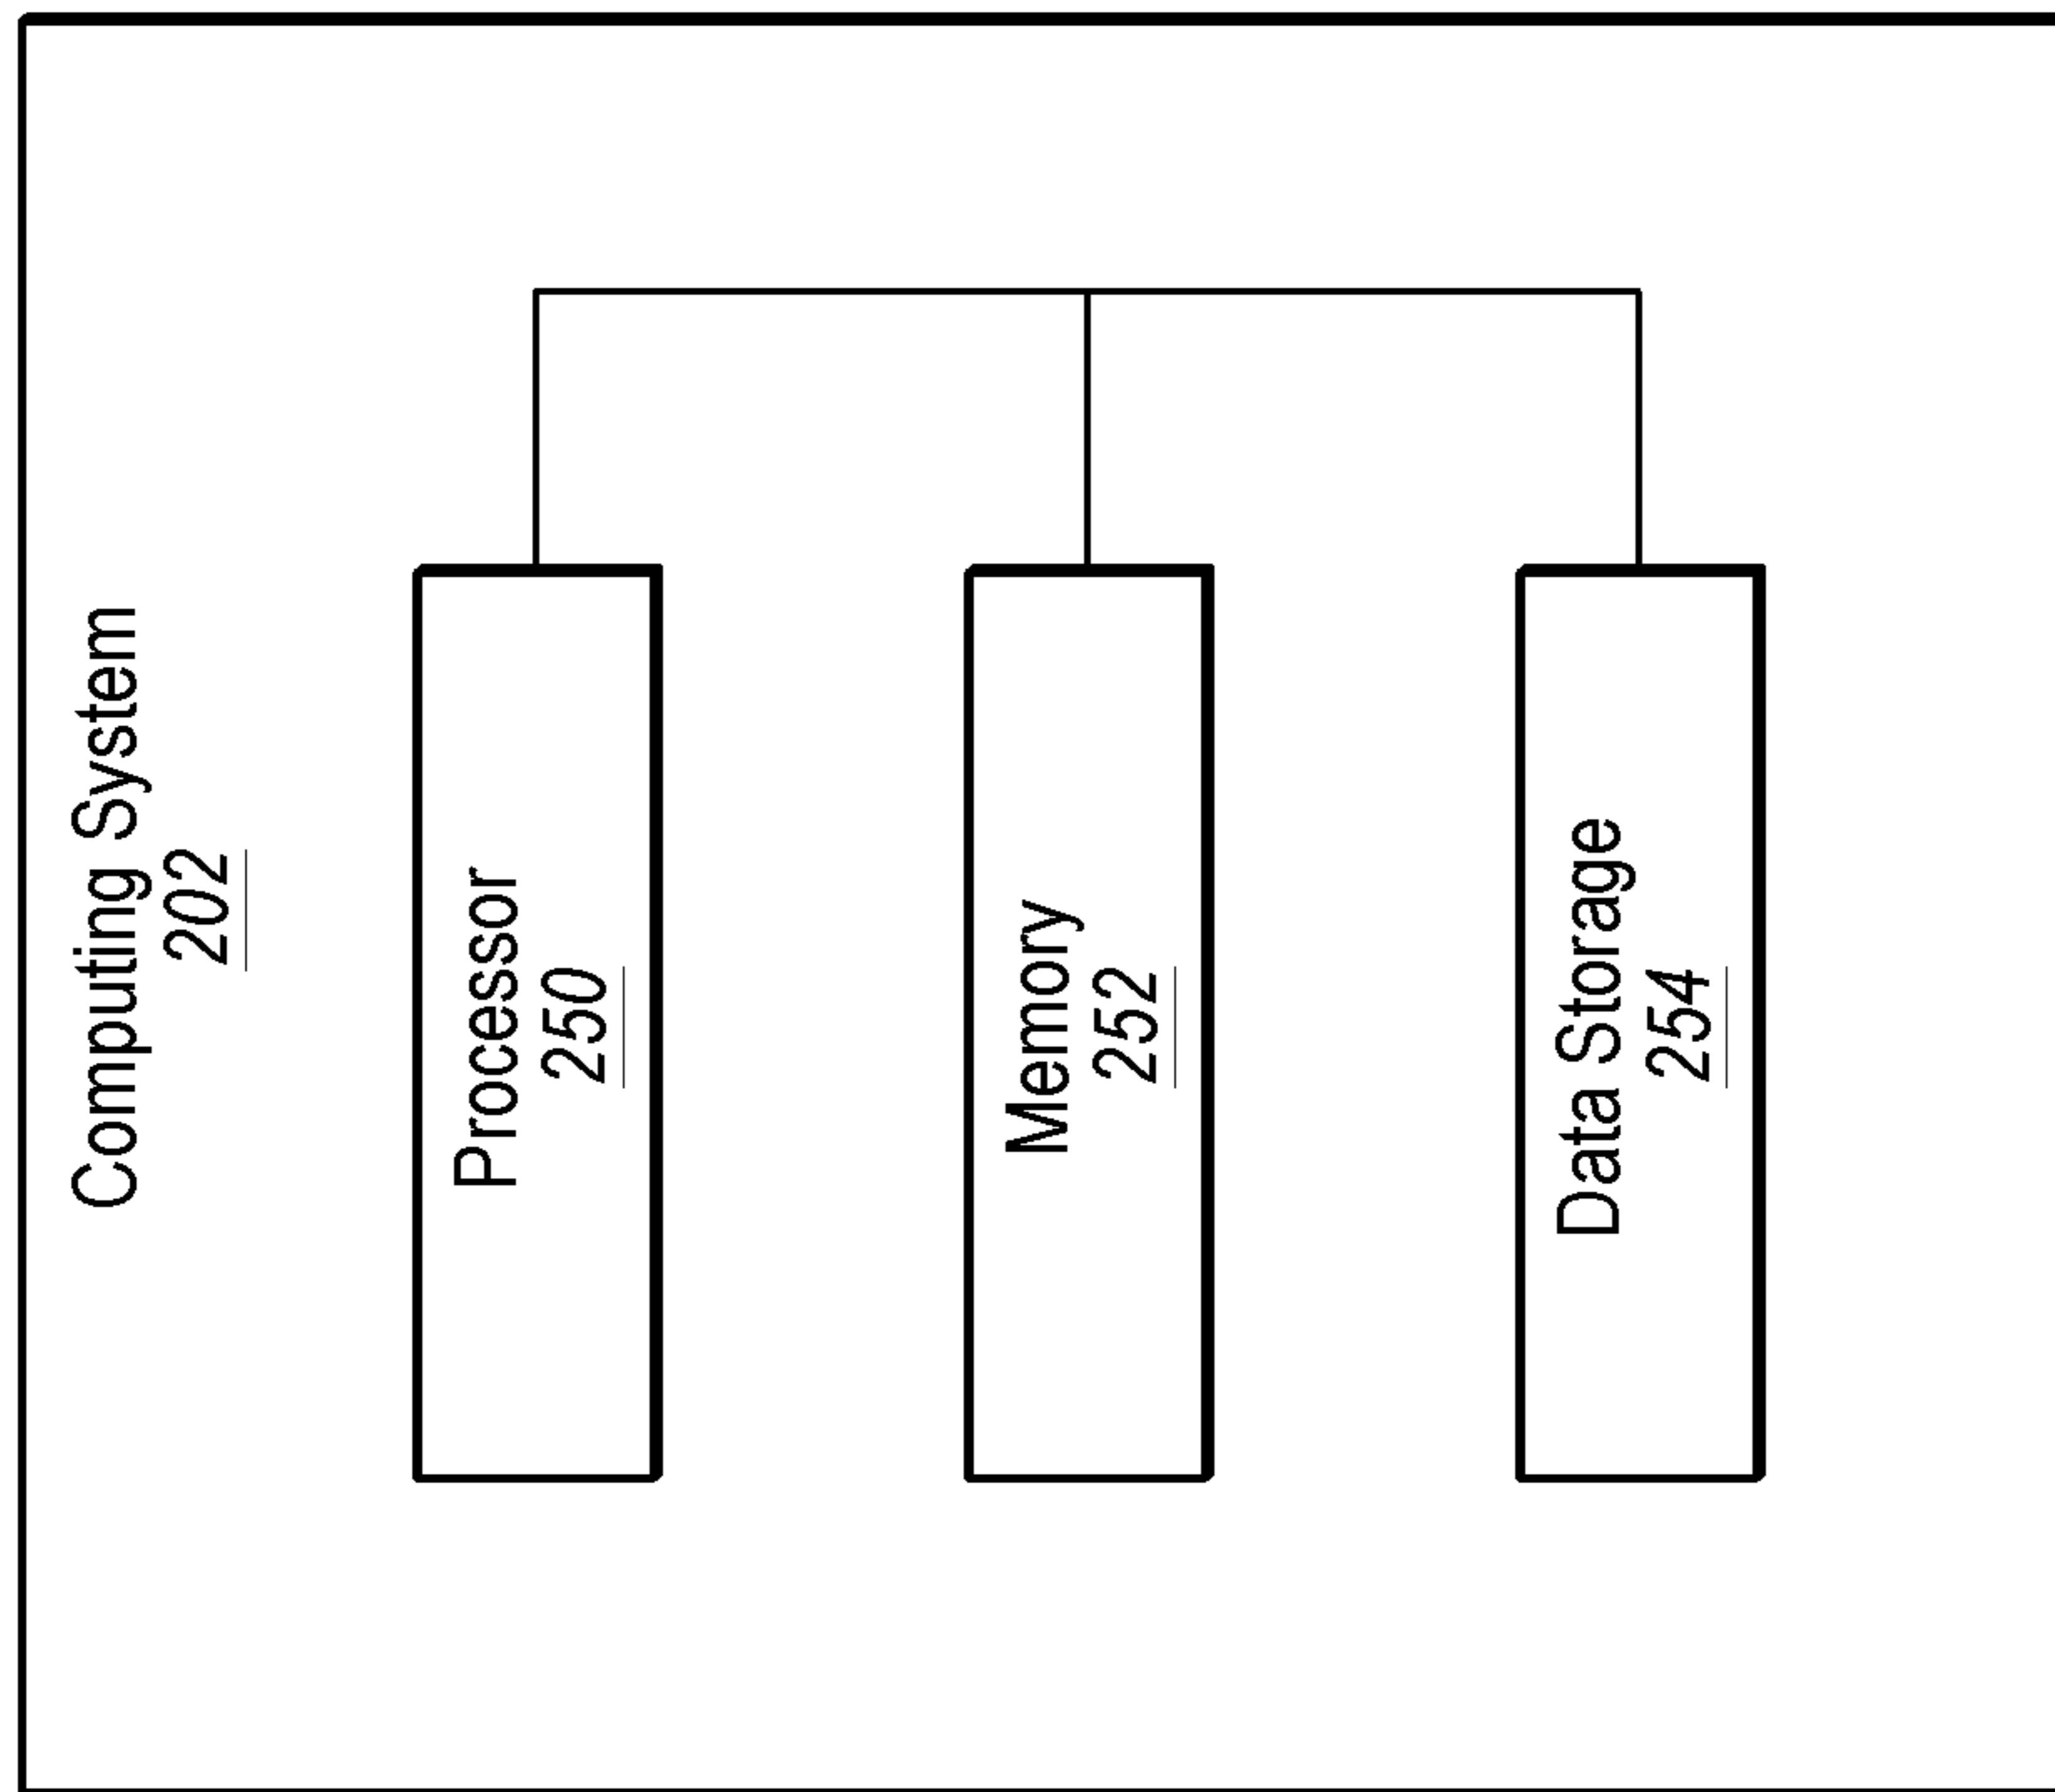 Computing System
202
Processor
250
Memory
252
Data Storage
254